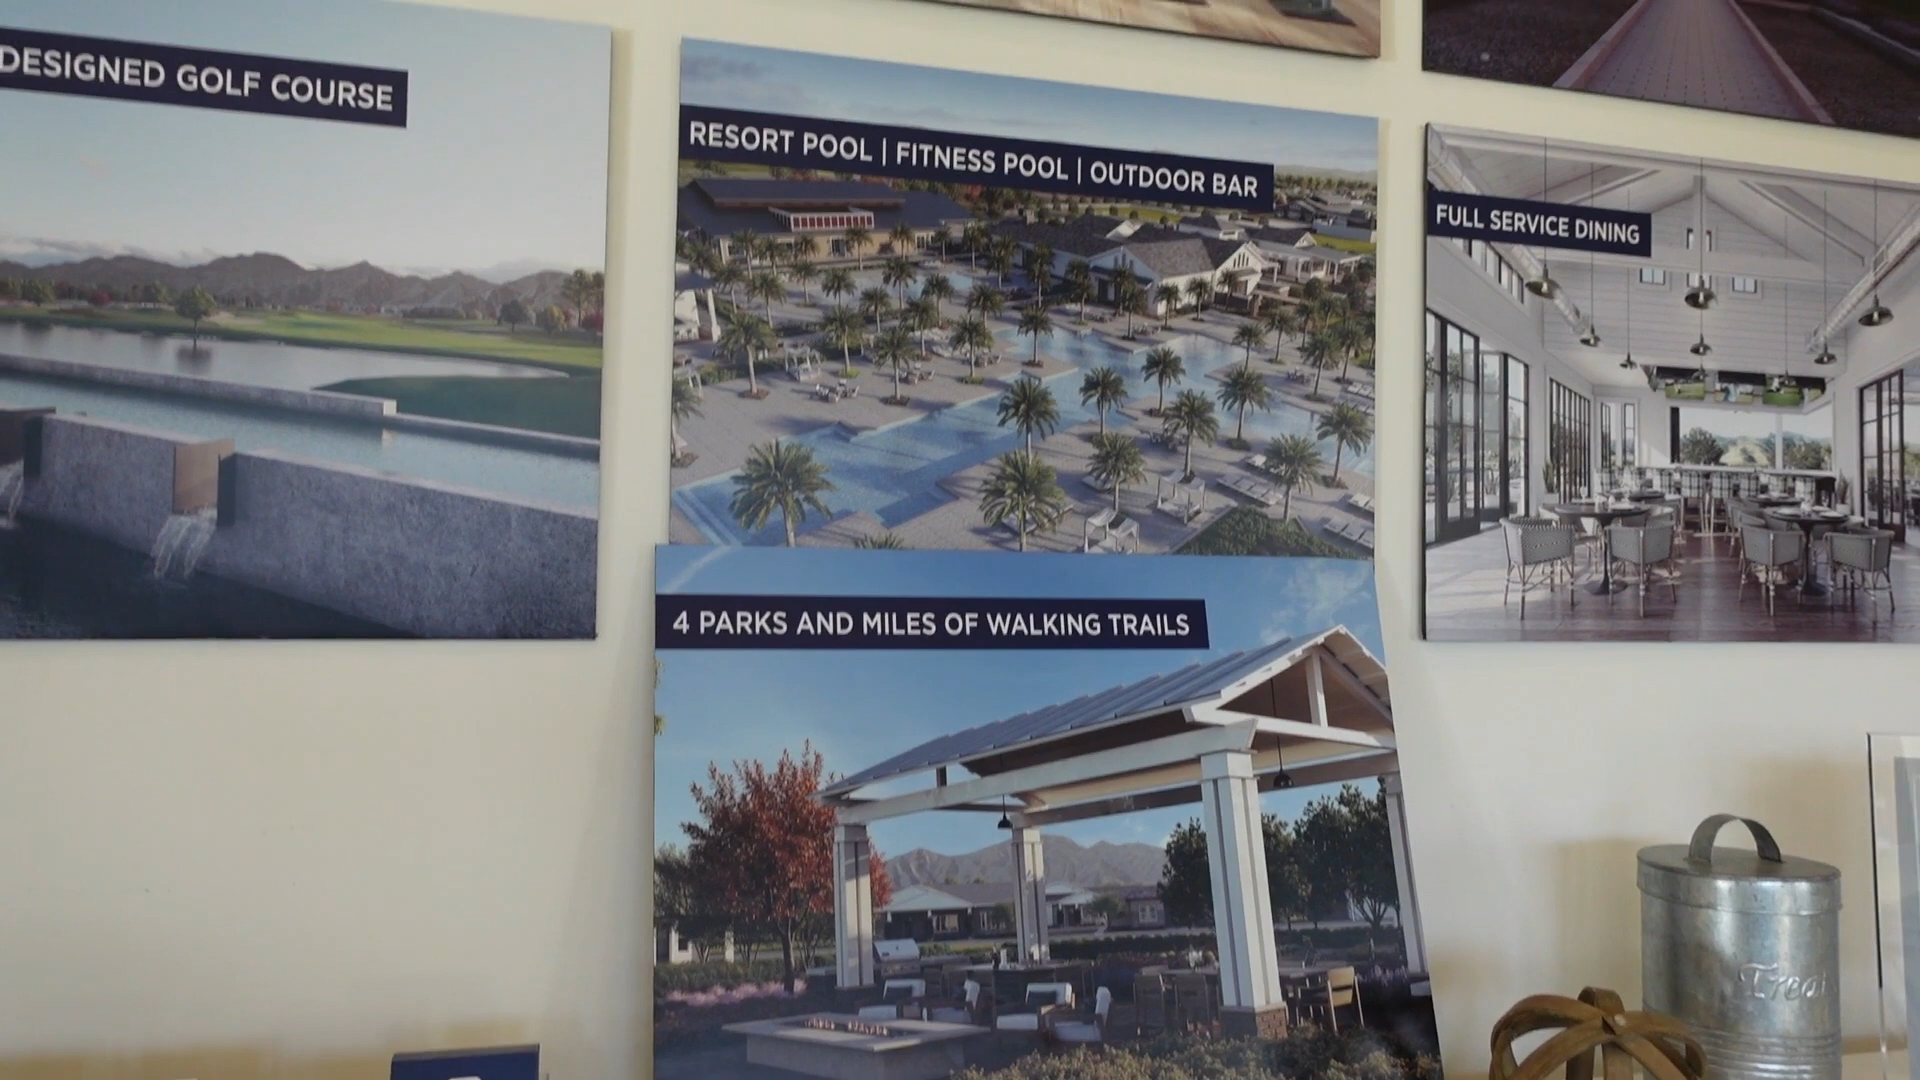 DESIGNED GOLF COURSE
RESORT POOL | FITNESS POOL | OUTDOOR BAR
FULL SERVICE DINING
4 PARKS AND MILES OF WALKING TRAILS